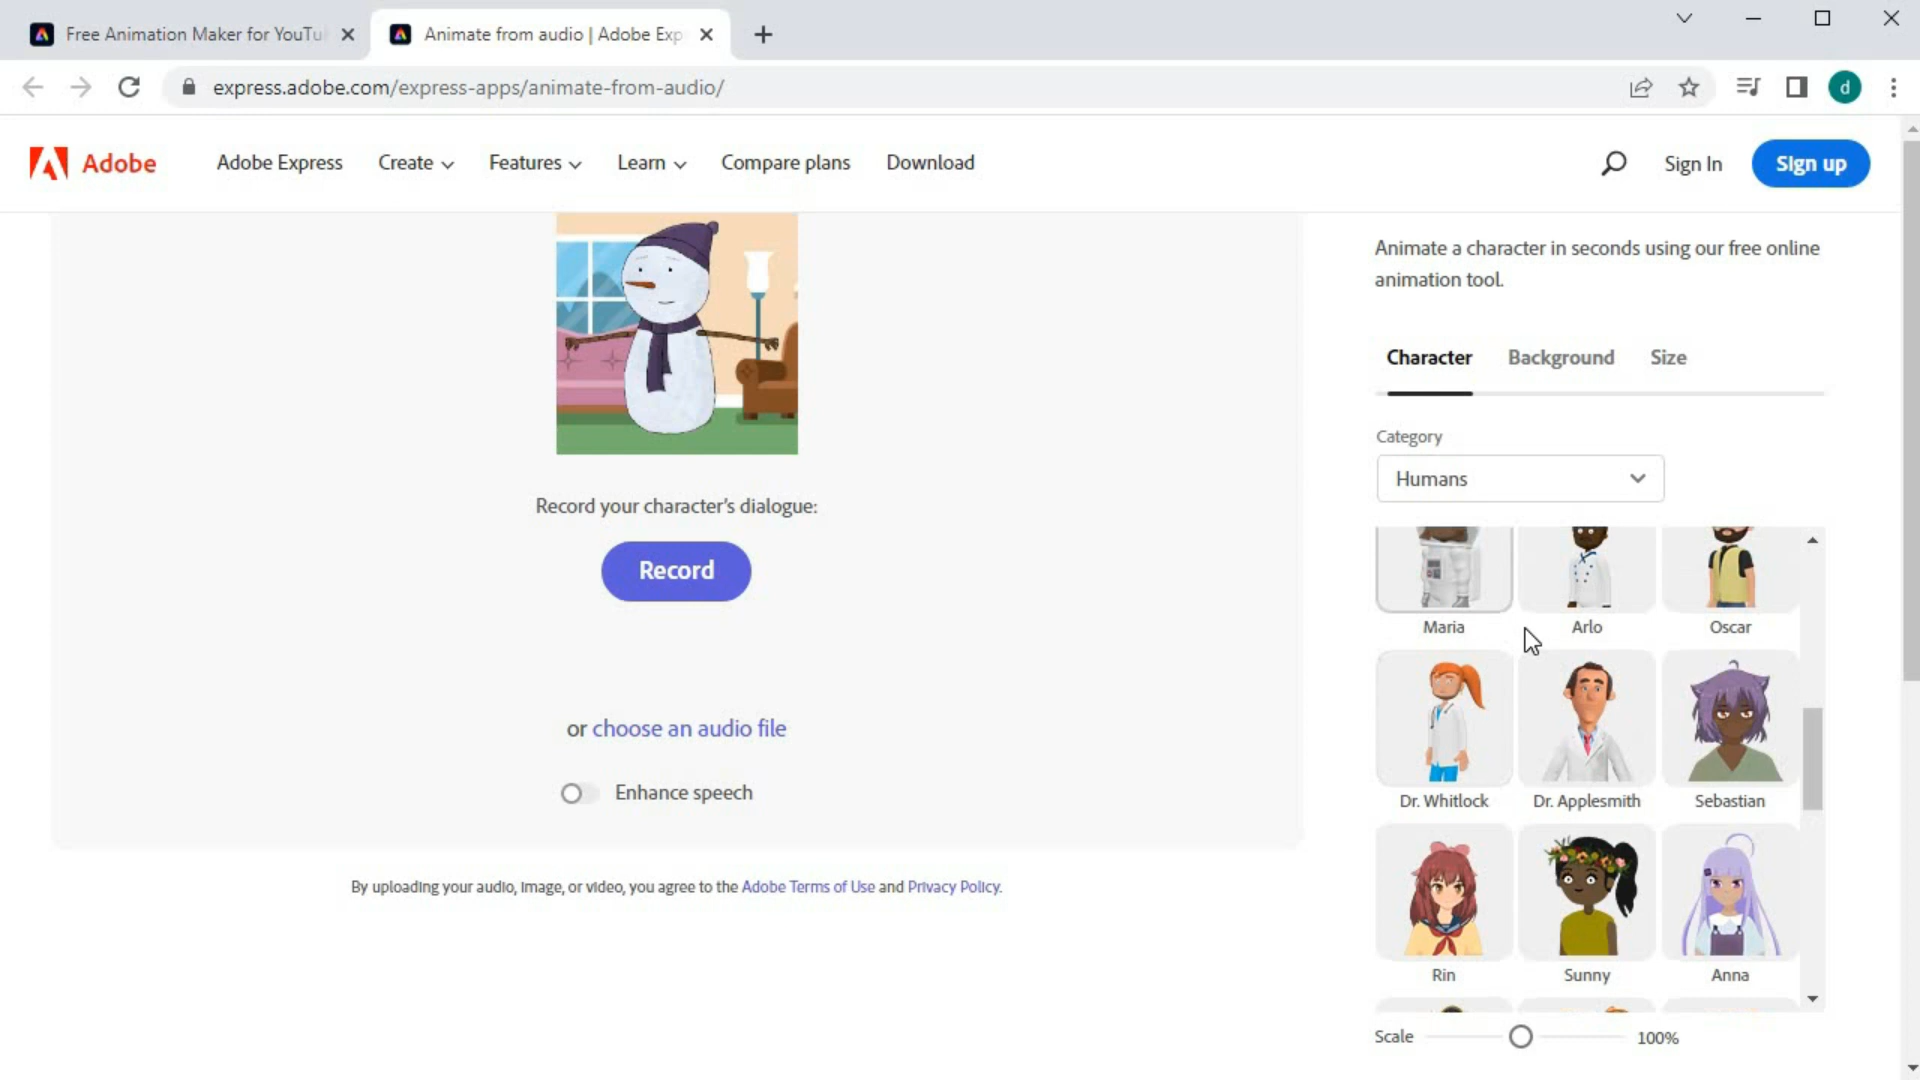 Free Animation Maker for YouTu
Animate from audio | Adobe Exp
express.adobe.com/express-apps/animate-from-audio/
d
Adobe
Adobe Express
Create
Features
Learn
Compare plans
Download
Sign In
Sign up
Animate a character in seconds using our free online
animation tool.
Character
Background
Size
Category
Humans
Record your character's dialogue:
Record
or choose an audio file
Enhance speech
By uploading your audio, image, or video, you agree to the Adobe Terms of Use and Privacy Policy.
Maria
Arlo
Oscar
Dr. Whitlock
Dr. Applesmith
Sebastian
Rin
Sunny
Anna
Scale
100%